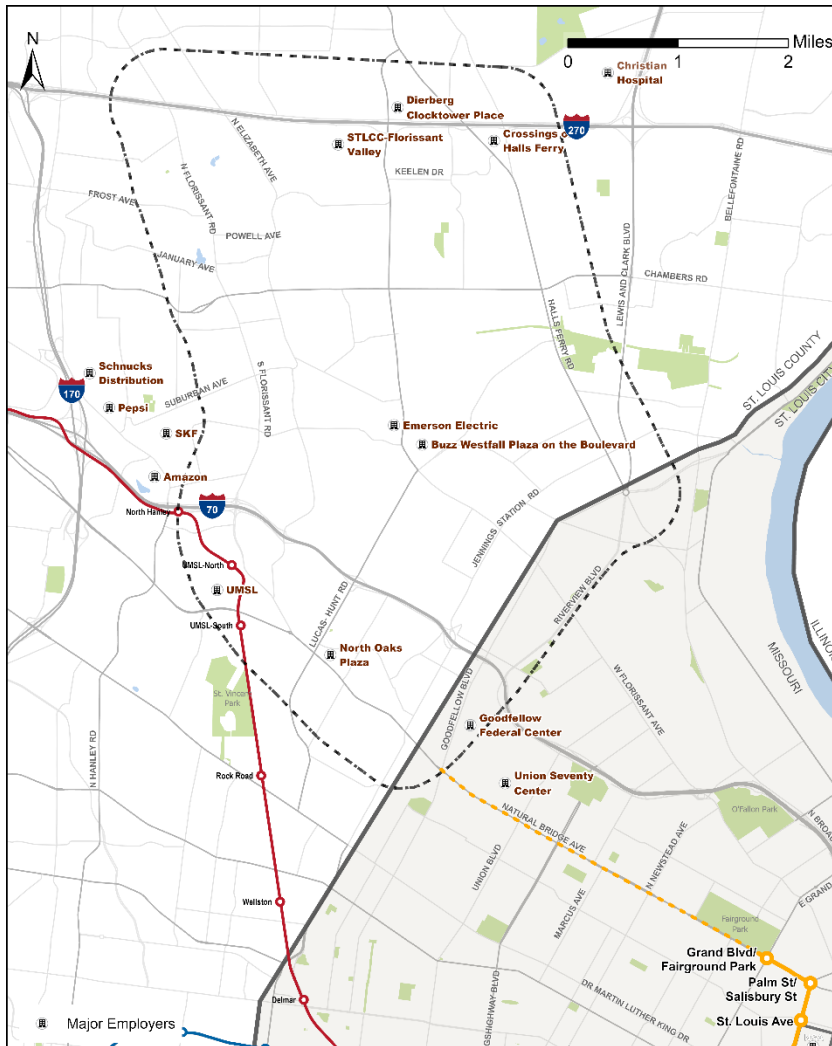 N
Miles
0
1
2
Christian
Hospital
Dierberg
Clocktower Place
270
STLCC-Florissant
Valley
Crossings
Halls Ferry
N ELIZABETH AVE
KEELEN DR
N FLORISSANT RD
BELLEFONTAINE RD
FROST AVE
POWELL AVE
LEWIS AND CLARK BLVD
JANUARY AVE
CHAMBERS RD
HALLS FERRY RD
ST. LOUIS COUNTY
ST. LOUIS CITY
Schnucks
Distribution
S FLORISSANT RD
170
Pepsi
SUBURBAN AVE
SKF
Emerson Electric
Buzz Westfall Plaza on the Boulevard
Amazon
70
North Hanley
JENNINGS STATION RD
UMSL-North
UMSL
RIVERVIEW BLVD
LUCAS- HUNT RD
UMSL-South
ILLINOIS
MISSOURI
North Oaks
Plaza
St. Vincent
Park
W FLORISSANT AVE
GOODFELLOW BLVD
Goodfellow
Federal Center
N HANLEY RD
Rock Road
Union Seventy
Center
NATURAL BRIDGE AVE
O'Fallon Park
N BROAD
UNION BLVD
N NEWSTEAD AVE
MARCUS AVE
E GRAND
Wellston
Fairground
Park
Grand Blvd/
Fairground Park
Palm St/
Salisbury St
DR MARTIN LUTHER KING DR
Delmar
St. Louis Ave
GSHIGHWAY BLVD
Major Employers